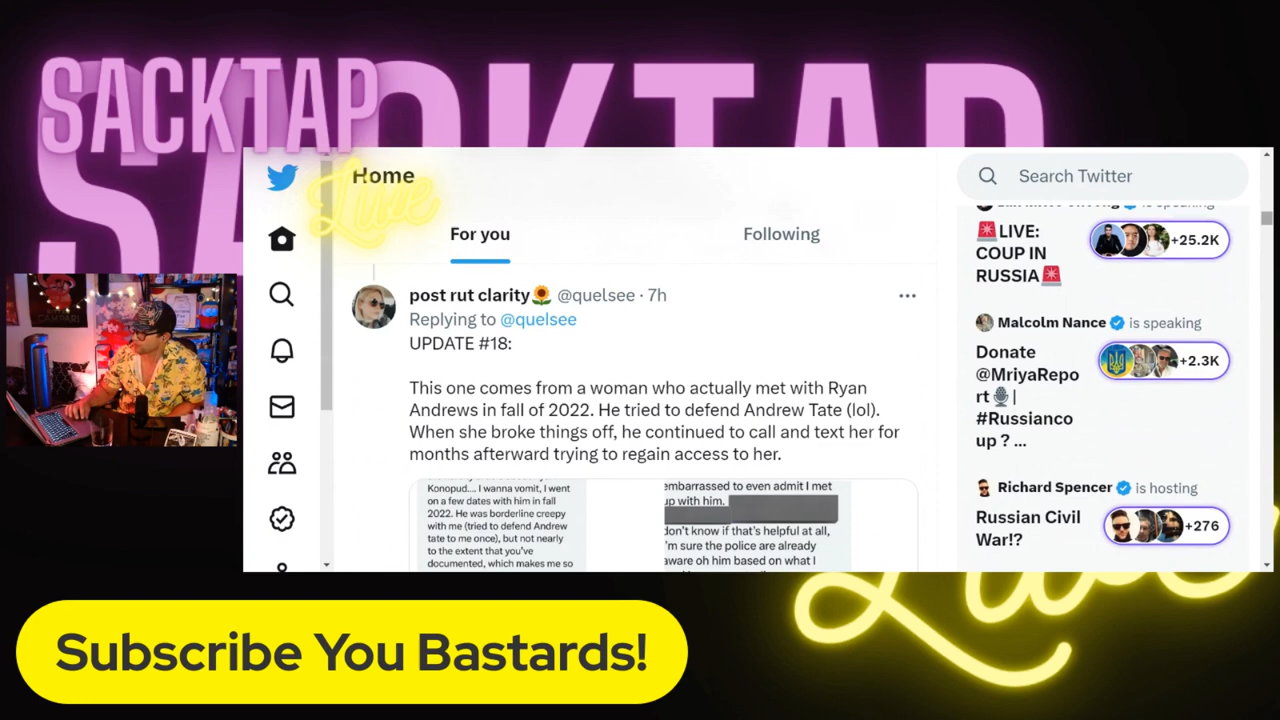 SACKTAP
SACKTAP
Live
Home
Search Twitter
For you
Following
post rut clarity🌻 @quelsee · 7h
Replying to @quelsee
UPDATE #18:
This one comes from a woman who actually met with Ryan
Andrews in fall of 2022. He tried to defend Andrew Tate (lol).
When she broke things off, he continued to call and text her for
months afterward trying to regain access to her.
Konopud.... I wanna vomit, I went
on a few dates with him in fall
2022. He was borderline creepy
with me (tried to defend Andrew
tate to me once), but not nearly
to the extent that you've
documented, which makes me so
embarrassed to even admit I met
up with him.
don't know if that's helpful at all,
'm sure the police are already
aware oh him based on what I
is speaking
🚨LIVE:
COUP IN
RUSSIA🚨
+25.2K
Malcolm Nance is speaking
Donate
@MriyaRepo
rt🎙️|
#Russianco
up ? ...
+2.3K
Richard Spencer is hosting
Russian Civil
War!?
+276
Live
Subscribe You Bastards!